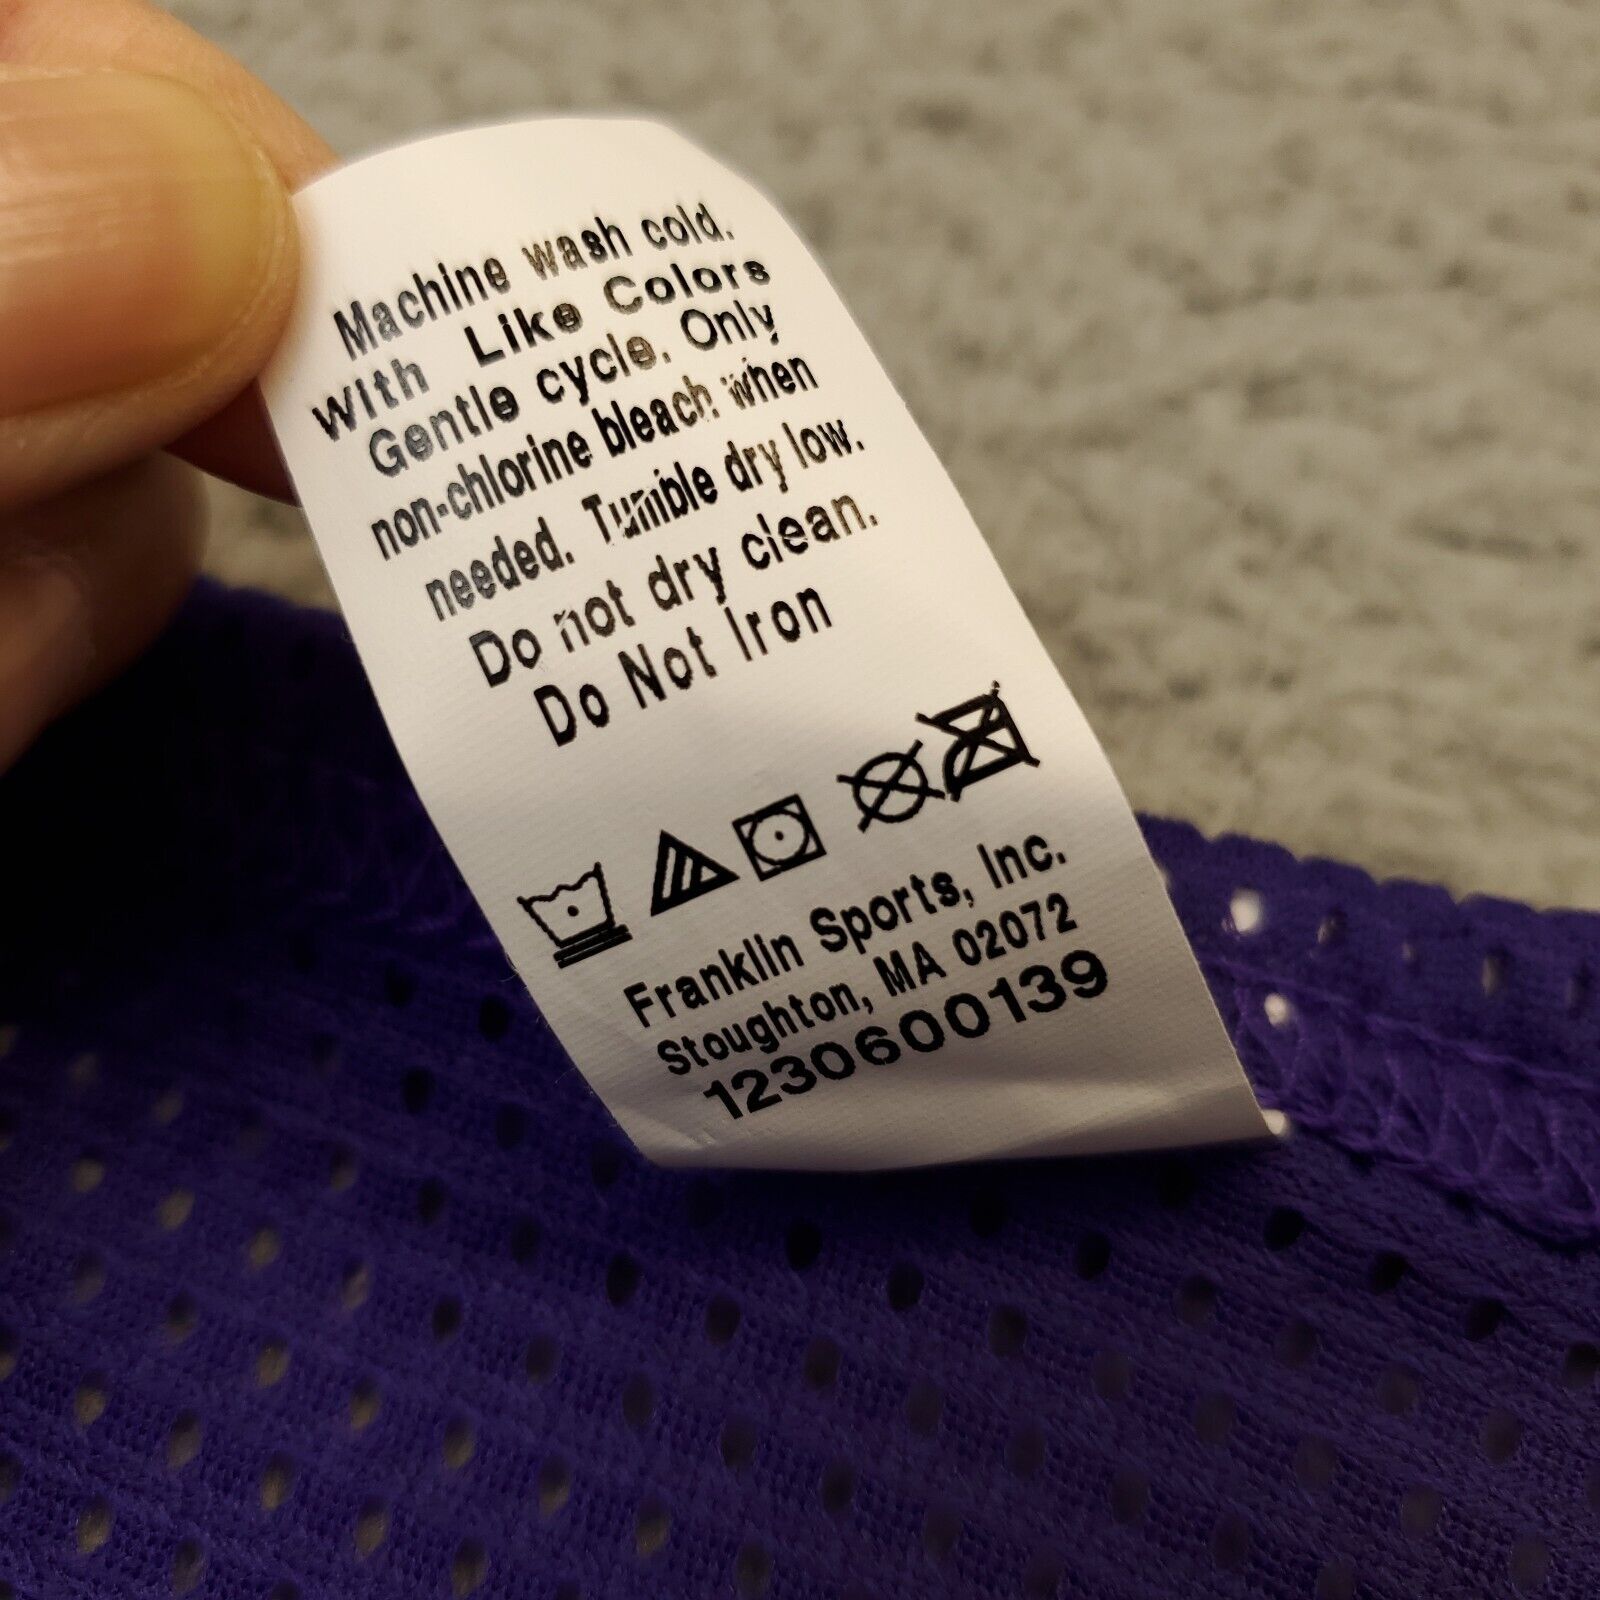 Machine wash cold.
With Like Colors
Gentle cycle. Only
non-chlorine bleach when
needed. Tumble dry low.
Do not dry clean.
Do Not Iron
Franklin Sports, Inc.
Stoughton, MA 02072
1230600139